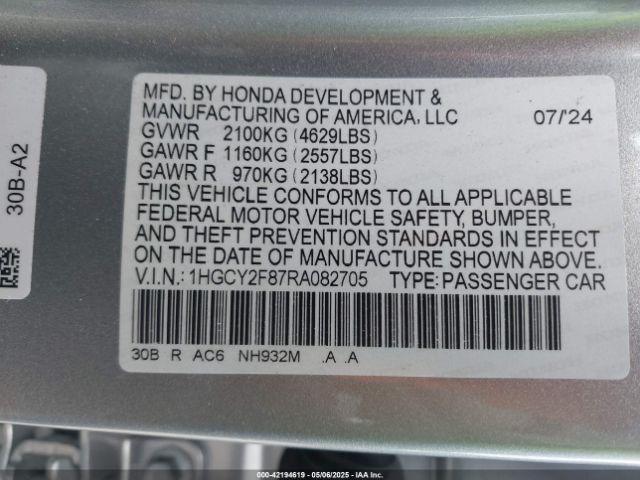 MFD. BY HONDA DEVELOPMENT &
MANUFACTURING OF AMERICA, LLC 07/'24
GVWR 2100KG (4629LBS)
GAWR F 1160KG (2557LBS)
GAWR R 970KG (2138LBS)
THIS VEHICLE CONFORMS TO ALL APPLICABLE
FEDERAL MOTOR VEHICLE SAFETY, BUMPER,
AND THEFT PREVENTION STANDARDS IN EFFECT
ON THE DATE OF MANUFACTURE SHOWN ABOVE.
V.I.N.: 1HGCY2F87RA082705 TYPE: PASSENGER CAR
30B R AC6 NH932M .A .A
30B-A2
000-42194619 - 05/06/2025 - IAAI, Inc.